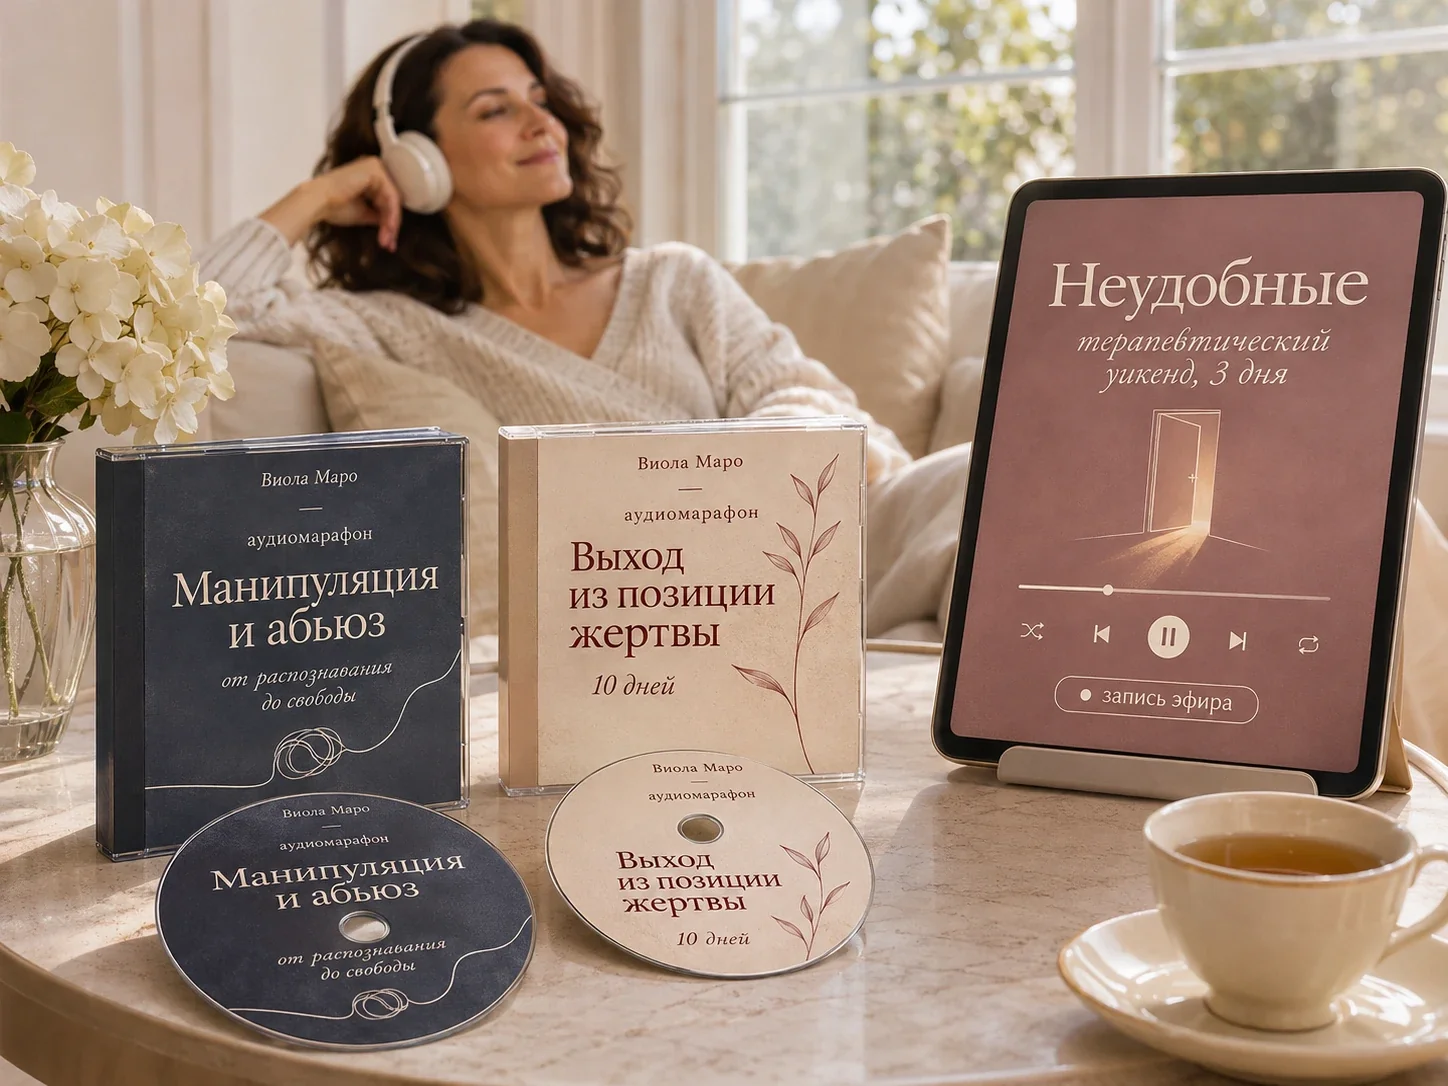 Виола Маро
аудиомарафон
Манипуляция
и абьюз
от распознавания
до свободы
Виола Маро
аудиомарафон
Выход
из позиции
жертвы
10 дней
Неудобные
терапевтический
уикенд, 3 дня
запись эфира
Виола Маро
аудиомарафон
Манипуляция
и абьюз
от распознавания
до свободы
Виола Маро
аудиомарафон
Выход
из позиции
жертвы
10 дней